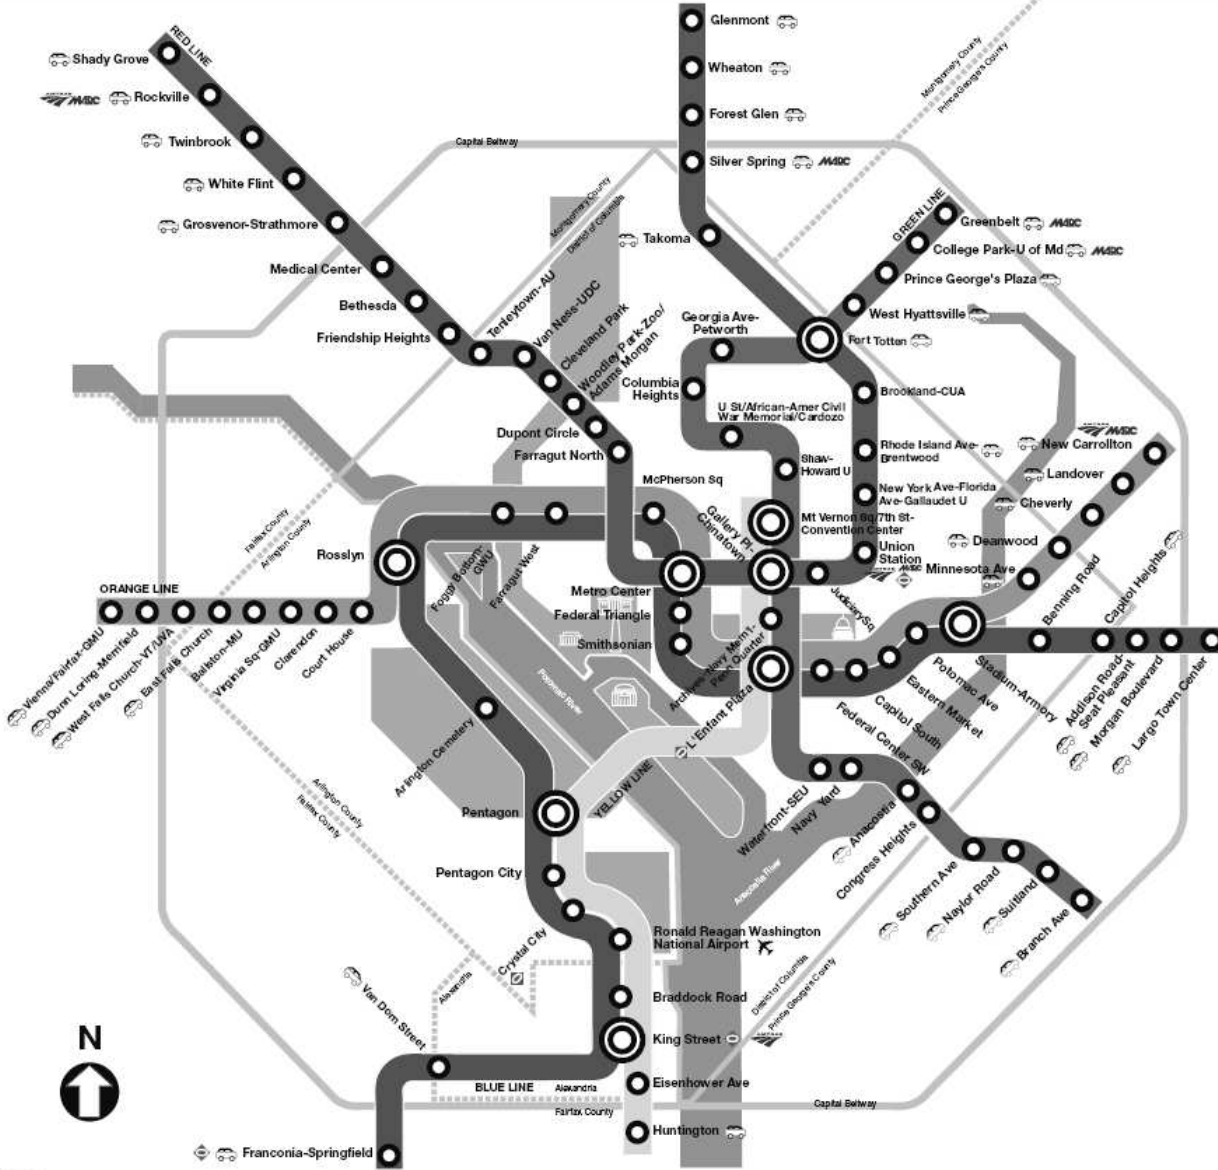 Glenmont
Wheaton
Forest Glen
Silver Spring
MARC
Takoma
RED LINE
Shady Grove
MARC
Rockville
Twinbrook
White Flint
Grosvenor-Strathmore
Medical Center
Bethesda
Friendship Heights
Tenleytown-AU
Van Ness-UDC
Cleveland Park
Woodley Park-Zoo/
Adams Morgan
Dupont Circle
Farragut North
Capital Beltway
Montgomery County
District of Columbia
Montgomery County
Prince George's County
GREEN LINE
Greenbelt
MARC
College Park-U of Md
MARC
Prince George's Plaza
West Hyattsville
Fort Totten
Georgia Ave-
Petworth
Columbia
Heights
U St/African-Amer Civil
War Memorial/Cardozo
Shaw-
Howard U
Brookland-CUA
Rhode Island Ave-
Brentwood
New York Ave-Florida
Ave-Gallaudet U
Mt Vernon Sq/7th St-
Convention Center
Union
Station
MARC
MARC
New Carrollton
Landover
Cheverly
Deanwood
Minnesota Ave
Benning Road
Capitol Heights
McPherson Sq
Gallery Pl-
Chinatown
Metro Center
Federal Triangle
Smithsonian
Judiciary Sq
Archives-Navy Mem'l-
Penn Quarter
L'Enfant Plaza
Fairfax County
Arlington County
Rosslyn
Foggy Bottom-
GWU
Farragut West
ORANGE LINE
Vienna/Fairfax-GMU
Dunn Loring-Merrifield
West Falls Church-VT/UVA
East Falls Church
Ballston-MU
Virginia Sq-GMU
Clarendon
Court House
Potomac River
Arlington Cemetery
Federal Center SW
Capitol South
Eastern Market
Potomac Ave
Stadium-Armory
Addison Road-
Seat Pleasant
Morgan Boulevard
Largo Town Center
Arlington County
Fairfax County
Pentagon
YELLOW LINE
Waterfront-SEU
Navy Yard
Anacostia
Congress Heights
Southern Ave
Naylor Road
Suitland
Branch Ave
Anacostia River
Pentagon City
Crystal City
Ronald Reagan Washington
National Airport
Braddock Road
King Street
Eisenhower Ave
Huntington
District of Columbia
Prince George's County
Alexandria
Van Dorn Street
N
BLUE LINE
Alexandria
Fairfax County
Capital Beltway
Franconia-Springfield